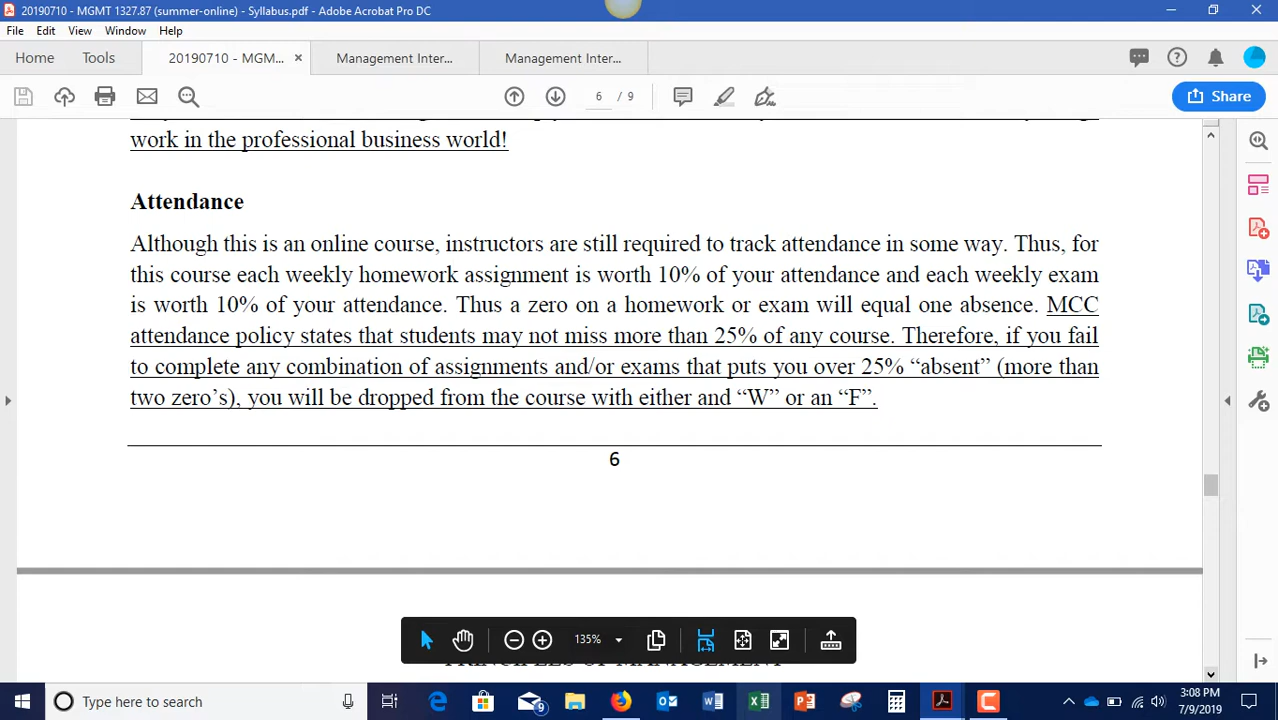 20190710 - MGMT 1327.87 (summer-online) - Syllabus.pdf - Adobe Acrobat Pro DC
File Edit View Window Help
Home Tools 20190710 - MGM... Management Inter... Management Inter...
6 / 9 Share
work in the professional business world!
Attendance
Although this is an online course, instructors are still required to track attendance in some way. Thus, for
this course each weekly homework assignment is worth 10% of your attendance and each weekly exam
is worth 10% of your attendance. Thus a zero on a homework or exam will equal one absence. MCC
attendance policy states that students may not miss more than 25% of any course. Therefore, if you fail
to complete any combination of assignments and/or exams that puts you over 25% “absent” (more than
two zero’s), you will be dropped from the course with either and “W” or an “F”.
6
135%
PRINCIPLES OF MANAGEMENT
Type here to search
9
3:08 PM
7/9/2019